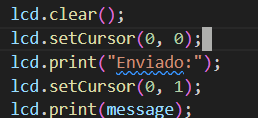 lcd.clear();
lcd.setCursor(0, 0);
lcd.print("Enviado:");
lcd.setCursor(0, 1);
lcd.print(message);